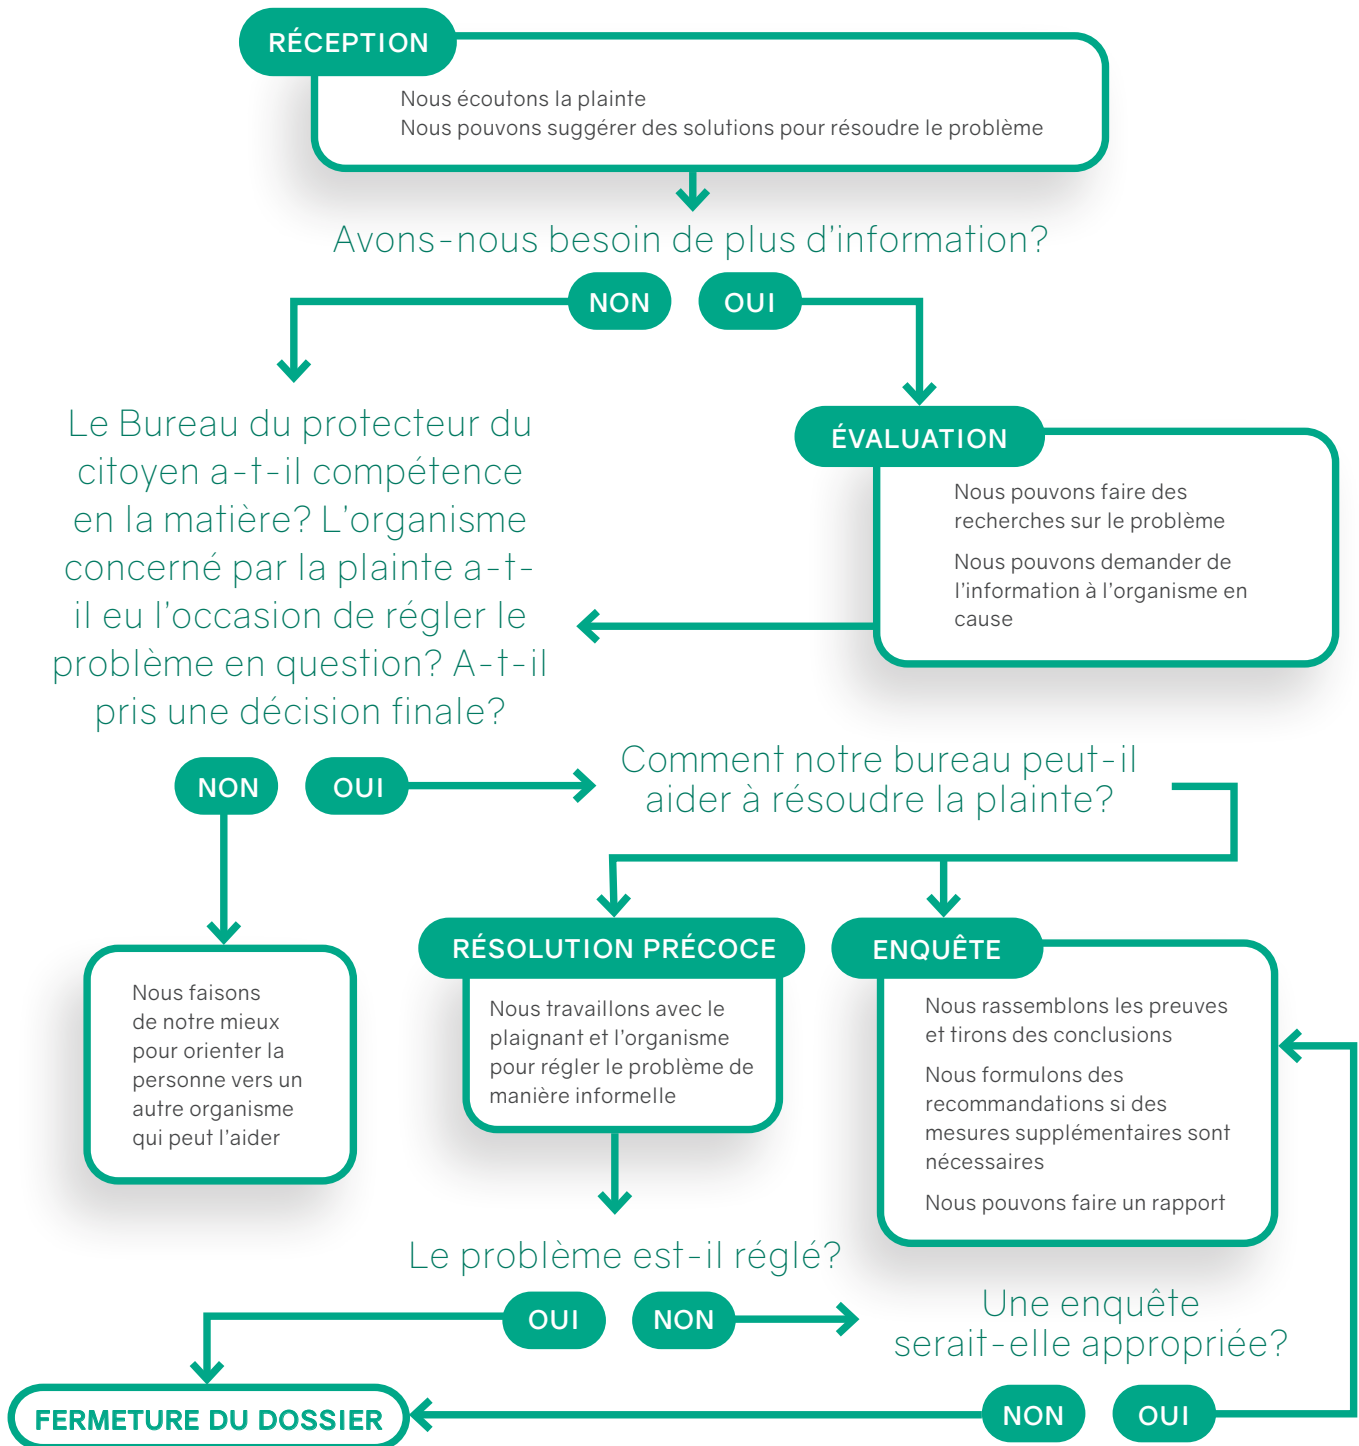 RÉCEPTION
Nous écoutons la plainte
Nous pouvons suggérer des solutions pour résoudre le problème
Avons-nous besoin de plus d'information?
NON
OUI
Le Bureau du protecteur du
citoyen a-t-il compétence
en la matière? L'organisme
concerné par la plainte a-t-
il eu l'occasion de régler le
problème en question? A-t-il
pris une décision finale?
ÉVALUATION
Nous pouvons faire des
recherches sur le problème
Nous pouvons demander de
l'information à l'organisme en
cause
NON
OUI
Comment notre bureau peut-il
aider à résoudre la plainte?
Nous faisons
de notre mieux
pour orienter la
personne vers un
autre organisme
qui peut l'aider
RÉSOLUTION PRÉCOCE
Nous travaillons avec le
plaignant et l'organisme
pour régler le problème de
manière informelle
ENQUÊTE
Nous rassemblons les preuves
et tirons des conclusions
Nous formulons des
recommandations si des
mesures supplémentaires sont
nécessaires
Nous pouvons faire un rapport
Le problème est-il réglé?
OUI
NON
Une enquête
serait-elle appropriée?
NON
OUI
FERMETURE DU DOSSIER